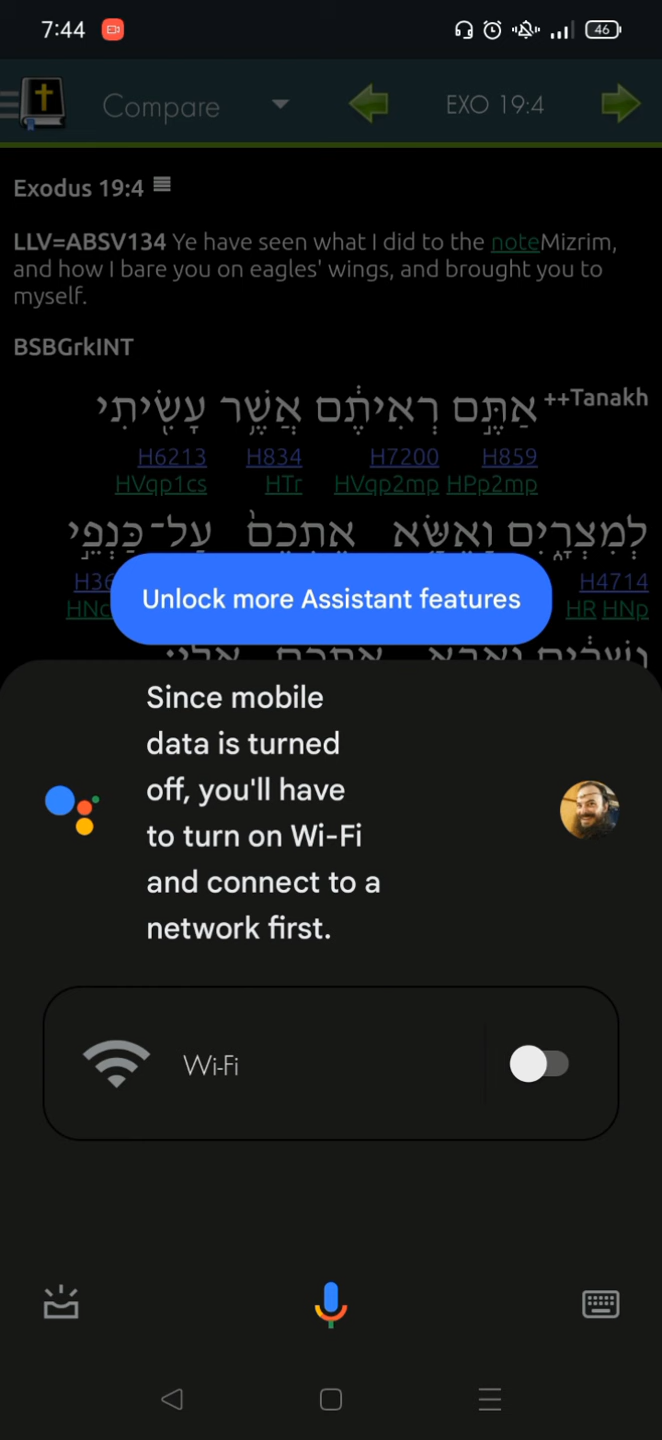 7:44
46
Compare
EXO 19:4
Exodus 19:4
LLV=ABSV134 Ye have seen what I did to the noteMizrim,
and how I bare you on eagles' wings, and brought you to
myself.
BSBGrkINT
++Tanakh אַתֶּ֣ם רְאִיתֶ֔ם אֲשֶׁ֥ר עָשִׂ֖יתִי
H859 H7200 H834 H6213
HPp2mp HVqp2mp HTr HVqp1cs
לְמִצְרָ֑יִם וָאֶשָּׂ֤א אֶתְכֶם֙ עַל־כַּנְפֵ֣י
H4714
HR HNp
Unlock more Assistant features
Since mobile
data is turned
off, you'll have
to turn on Wi-Fi
and connect to a
network first.
Wi-Fi